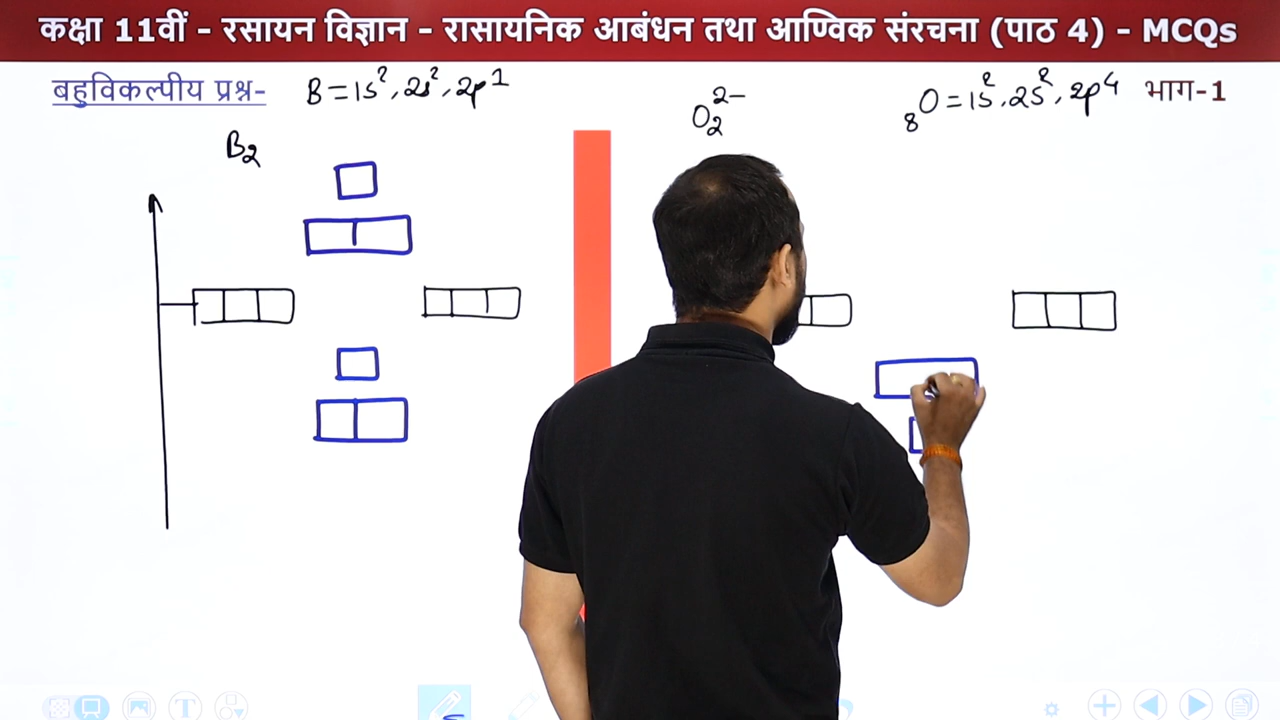 कक्षा 11वीं - रसायन विज्ञान - रासायनिक आबंधन तथा आण्विक संरचना (पाठ 4) - MCQs
बहुविकल्पीय प्रश्न- B = 1s², 2s², 2p¹ O₂²⁻ ₈O = 1s², 2s², 2p⁴ भाग-1
B₂
T